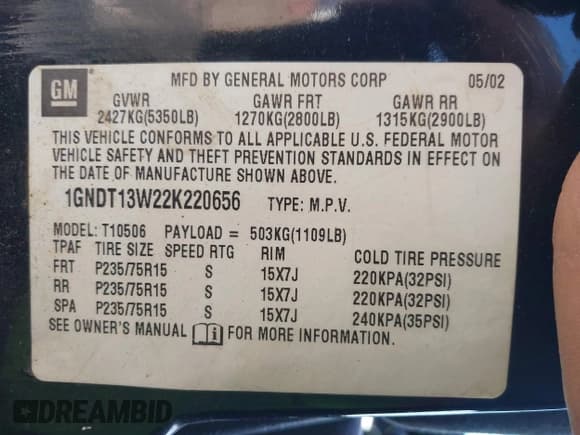 GM
MFD BY GENERAL MOTORS CORP 05/02
GVWR GAWR FRT GAWR RR
2427KG(5350LB) 1270KG(2800LB) 1315KG(2900LB)
THIS VEHICLE CONFORMS TO ALL APPLICABLE U.S. FEDERAL MOTOR
VEHICLE SAFETY AND THEFT PREVENTION STANDARDS IN EFFECT ON
THE DATE OF MANUFACTURE SHOWN ABOVE.
1GNDT13W22K220656 TYPE: M.P.V.
MODEL: T10506 PAYLOAD = 503KG(1109LB)
TPAF TIRE SIZE SPEED RTG RIM COLD TIRE PRESSURE
FRT P235/75R15 S 15X7J 220KPA(32PSI)
RR P235/75R15 S 15X7J 220KPA(32PSI)
SPA P235/75R15 S 15X7J 240KPA(35PSI)
SEE OWNER'S MANUAL i FOR MORE INFORMATION.
DREAMBID